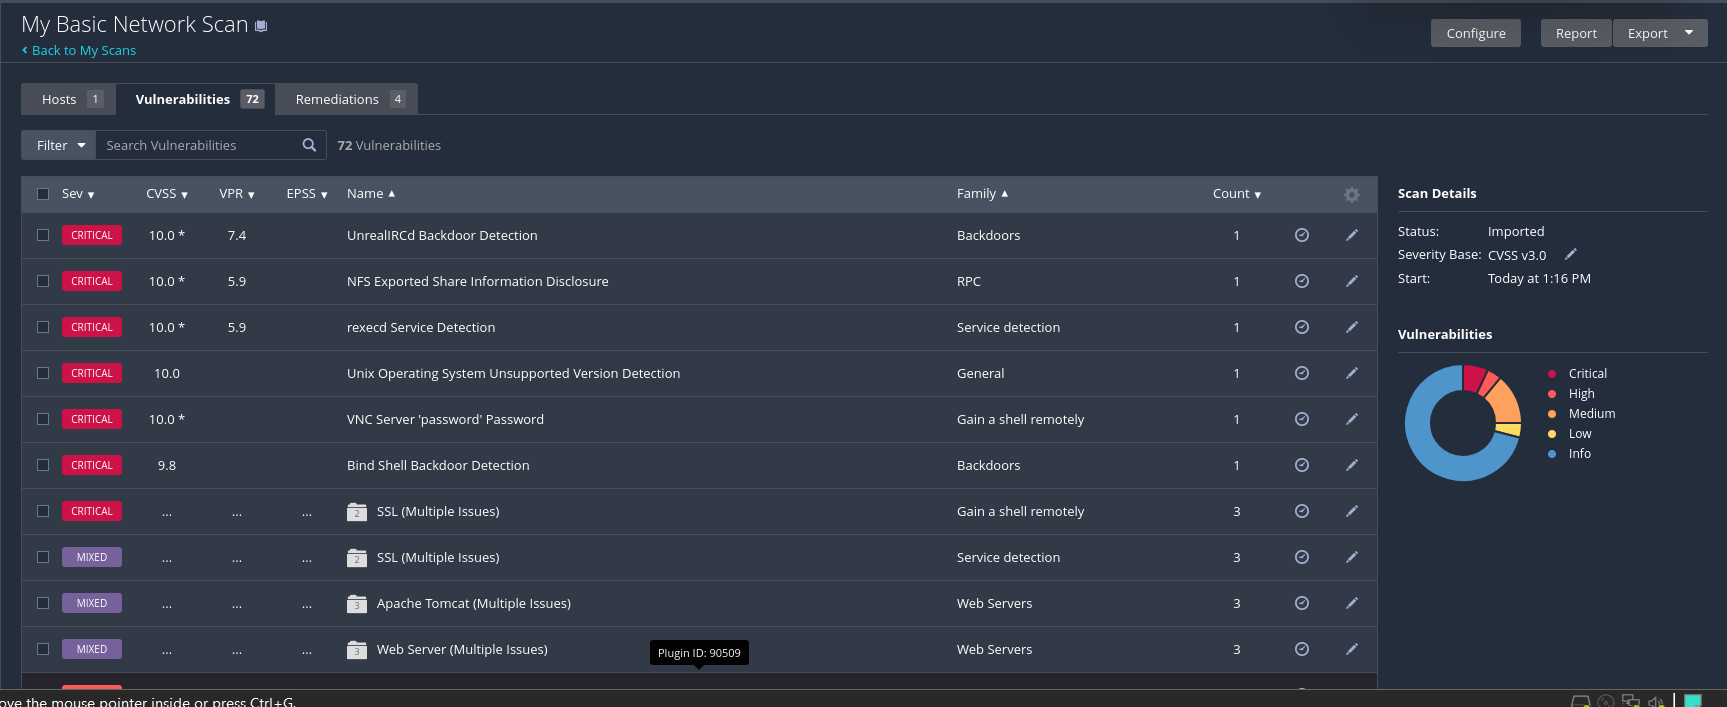 My Basic Network Scan
Back to My Scans
Configure Report Export
Hosts 1 Vulnerabilities 72 Remediations 4
Filter Search Vulnerabilities 72 Vulnerabilities
Sev CVSS VPR EPSS Name Family Count
CRITICAL 10.0 * 7.4 UnrealIRCd Backdoor Detection Backdoors 1
CRITICAL 10.0 * 5.9 NFS Exported Share Information Disclosure RPC 1
CRITICAL 10.0 * 5.9 rexecd Service Detection Service detection 1
CRITICAL 10.0 Unix Operating System Unsupported Version Detection General 1
CRITICAL 10.0 * VNC Server 'password' Password Gain a shell remotely 1
CRITICAL 9.8 Bind Shell Backdoor Detection Backdoors 1
CRITICAL ... ... ... 2 SSL (Multiple Issues) Gain a shell remotely 3
MIXED ... ... ... 2 SSL (Multiple Issues) Service detection 3
MIXED ... ... ... 3 Apache Tomcat (Multiple Issues) Web Servers 3
MIXED ... ... ... 3 Web Server (Multiple Issues) Web Servers 3
Plugin ID: 90509
Scan Details
Status: Imported
Severity Base: CVSS v3.0
Start: Today at 1:16 PM
Vulnerabilities
Critical
High
Medium
Low
Info
ove the mouse pointer inside or press Ctrl+G.